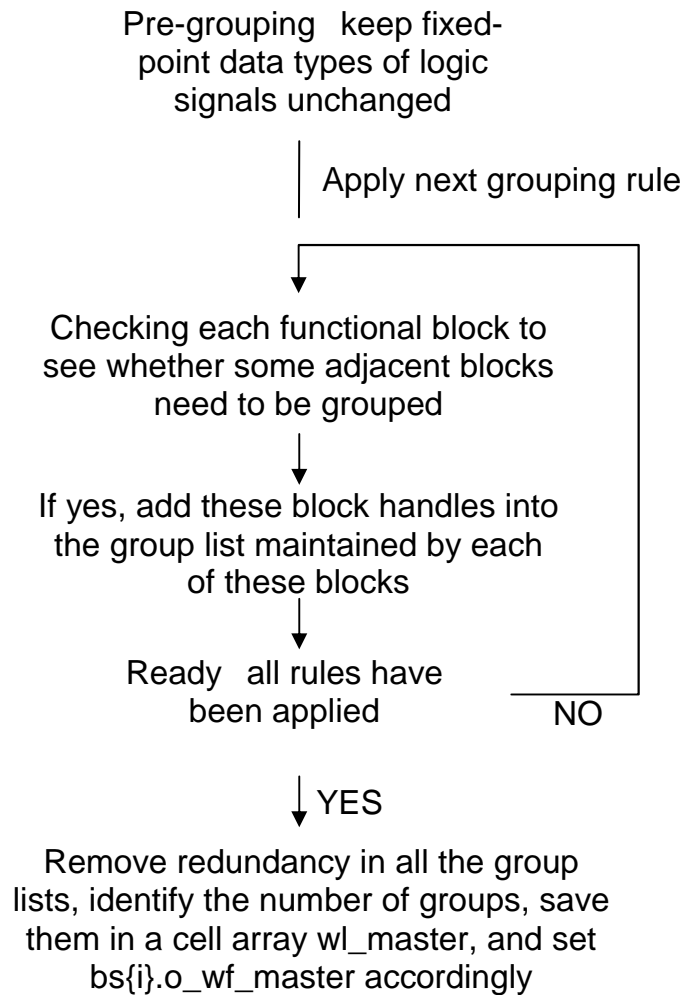 Pre-grouping keep fixed-
point data types of logic
signals unchanged
Apply next grouping rule
Checking each functional block to
see whether some adjacent blocks
need to be grouped
If yes, add these block handles into
the group list maintained by each
of these blocks
Ready all rules have
been applied
NO
YES
Remove redundancy in all the group
lists, identify the number of groups, save
them in a cell array wl_master, and set
bs{i}.o_wf_master accordingly